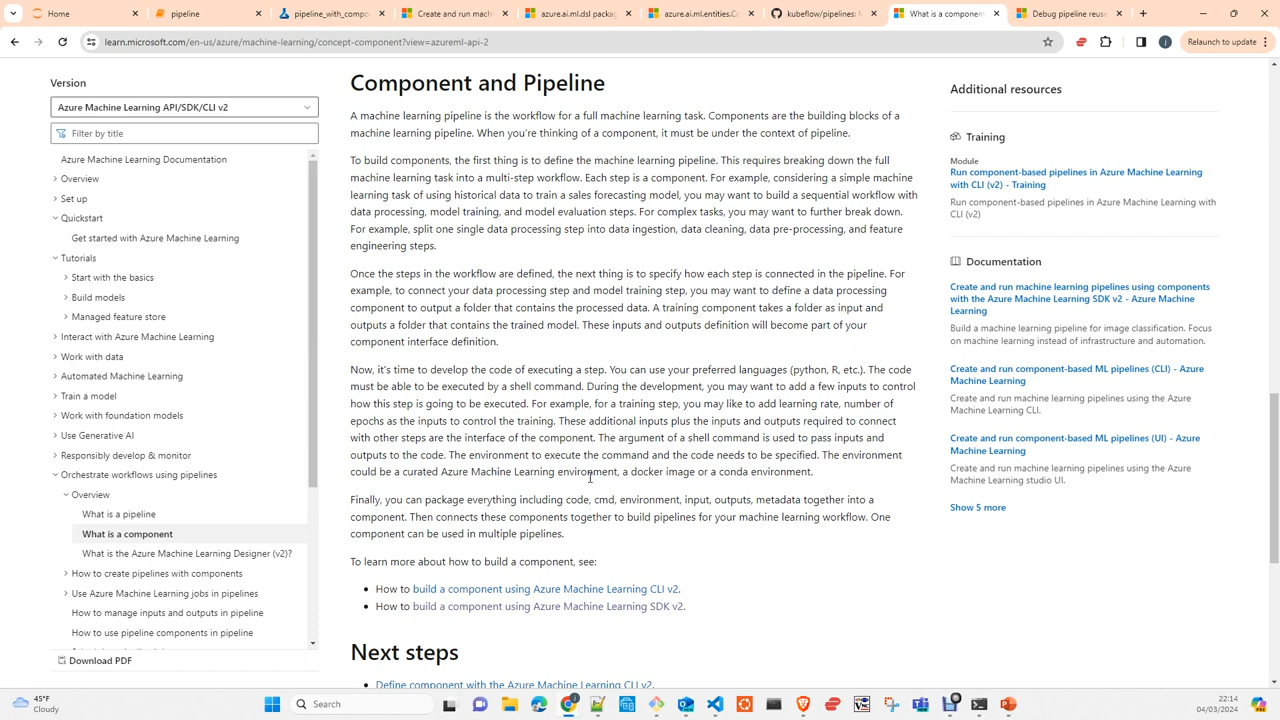 Home
pipeline
pipeline_with_compo
Create and run mach
azure.ai.ml.dsl packag
azure.ai.ml.entities.Co
kubeflow/pipelines: M
What is a component
Debug pipeline reuse
Relaunch to update
learn.microsoft.com/en-us/azure/machine-learning/concept-component?view=azureml-api-2
Version
Azure Machine Learning API/SDK/CLI v2
Filter by title
Azure Machine Learning Documentation
Overview
Set up
Quickstart
Get started with Azure Machine Learning
Tutorials
Start with the basics
Build models
Managed feature store
Interact with Azure Machine Learning
Work with data
Automated Machine Learning
Train a model
Work with foundation models
Use Generative AI
Responsibly develop & monitor
Orchestrate workflows using pipelines
Overview
What is a pipeline
What is a component
What is the Azure Machine Learning Designer (v2)?
How to create pipelines with components
Use Azure Machine Learning jobs in pipelines
How to manage inputs and outputs in pipeline
How to use pipeline components in pipeline
Download PDF
Component and Pipeline
A machine learning pipeline is the workflow for a full machine learning task. Components are the building blocks of a
machine learning pipeline. When you're thinking of a component, it must be under the context of pipeline.
To build components, the first thing is to define the machine learning pipeline. This requires breaking down the full
machine learning task into a multi-step workflow. Each step is a component. For example, considering a simple machine
learning task of using historical data to train a sales forecasting model, you may want to build a sequential workflow with
data processing, model training, and model evaluation steps. For complex tasks, you may want to further break down.
For example, split one single data processing step into data ingestion, data cleaning, data pre-processing, and feature
engineering steps.
Once the steps in the workflow are defined, the next thing is to specify how each step is connected in the pipeline. For
example, to connect your data processing step and model training step, you may want to define a data processing
component to output a folder that contains the processed data. A training component takes a folder as input and
outputs a folder that contains the trained model. These inputs and outputs definition will become part of your
component interface definition.
Now, it's time to develop the code of executing a step. You can use your preferred languages (python, R, etc.). The code
must be able to be executed by a shell command. During the development, you may want to add a few inputs to control
how this step is going to be executed. For example, for a training step, you may like to add learning rate, number of
epochs as the inputs to control the training. These additional inputs plus the inputs and outputs required to connect
with other steps are the interface of the component. The argument of a shell command is used to pass inputs and
outputs to the code. The environment to execute the command and the code needs to be specified. The environment
could be a curated Azure Machine Learning environment, a docker image or a conda environment.
Finally, you can package everything including code, cmd, environment, input, outputs, metadata together into a
component. Then connects these components together to build pipelines for your machine learning workflow. One
component can be used in multiple pipelines.
To learn more about how to build a component, see:
How to build a component using Azure Machine Learning CLI v2.
How to build a component using Azure Machine Learning SDK v2.
Next steps
Define component with the Azure Machine Learning CLI v2.
Additional resources
Training
Module
Run component-based pipelines in Azure Machine Learning
with CLI (v2) - Training
Run component-based pipelines in Azure Machine Learning with
CLI (v2)
Documentation
Create and run machine learning pipelines using components
with the Azure Machine Learning SDK v2 - Azure Machine
Learning
Build a machine learning pipeline for image classification. Focus
on machine learning instead of infrastructure and automation.
Create and run component-based ML pipelines (CLI) - Azure
Machine Learning
Create and run machine learning pipelines using the Azure
Machine Learning CLI.
Create and run component-based ML pipelines (UI) - Azure
Machine Learning
Create and run machine learning pipelines using the Azure
Machine Learning studio UI.
Show 5 more
45°F
Cloudy
Search
22:14
04/03/2024